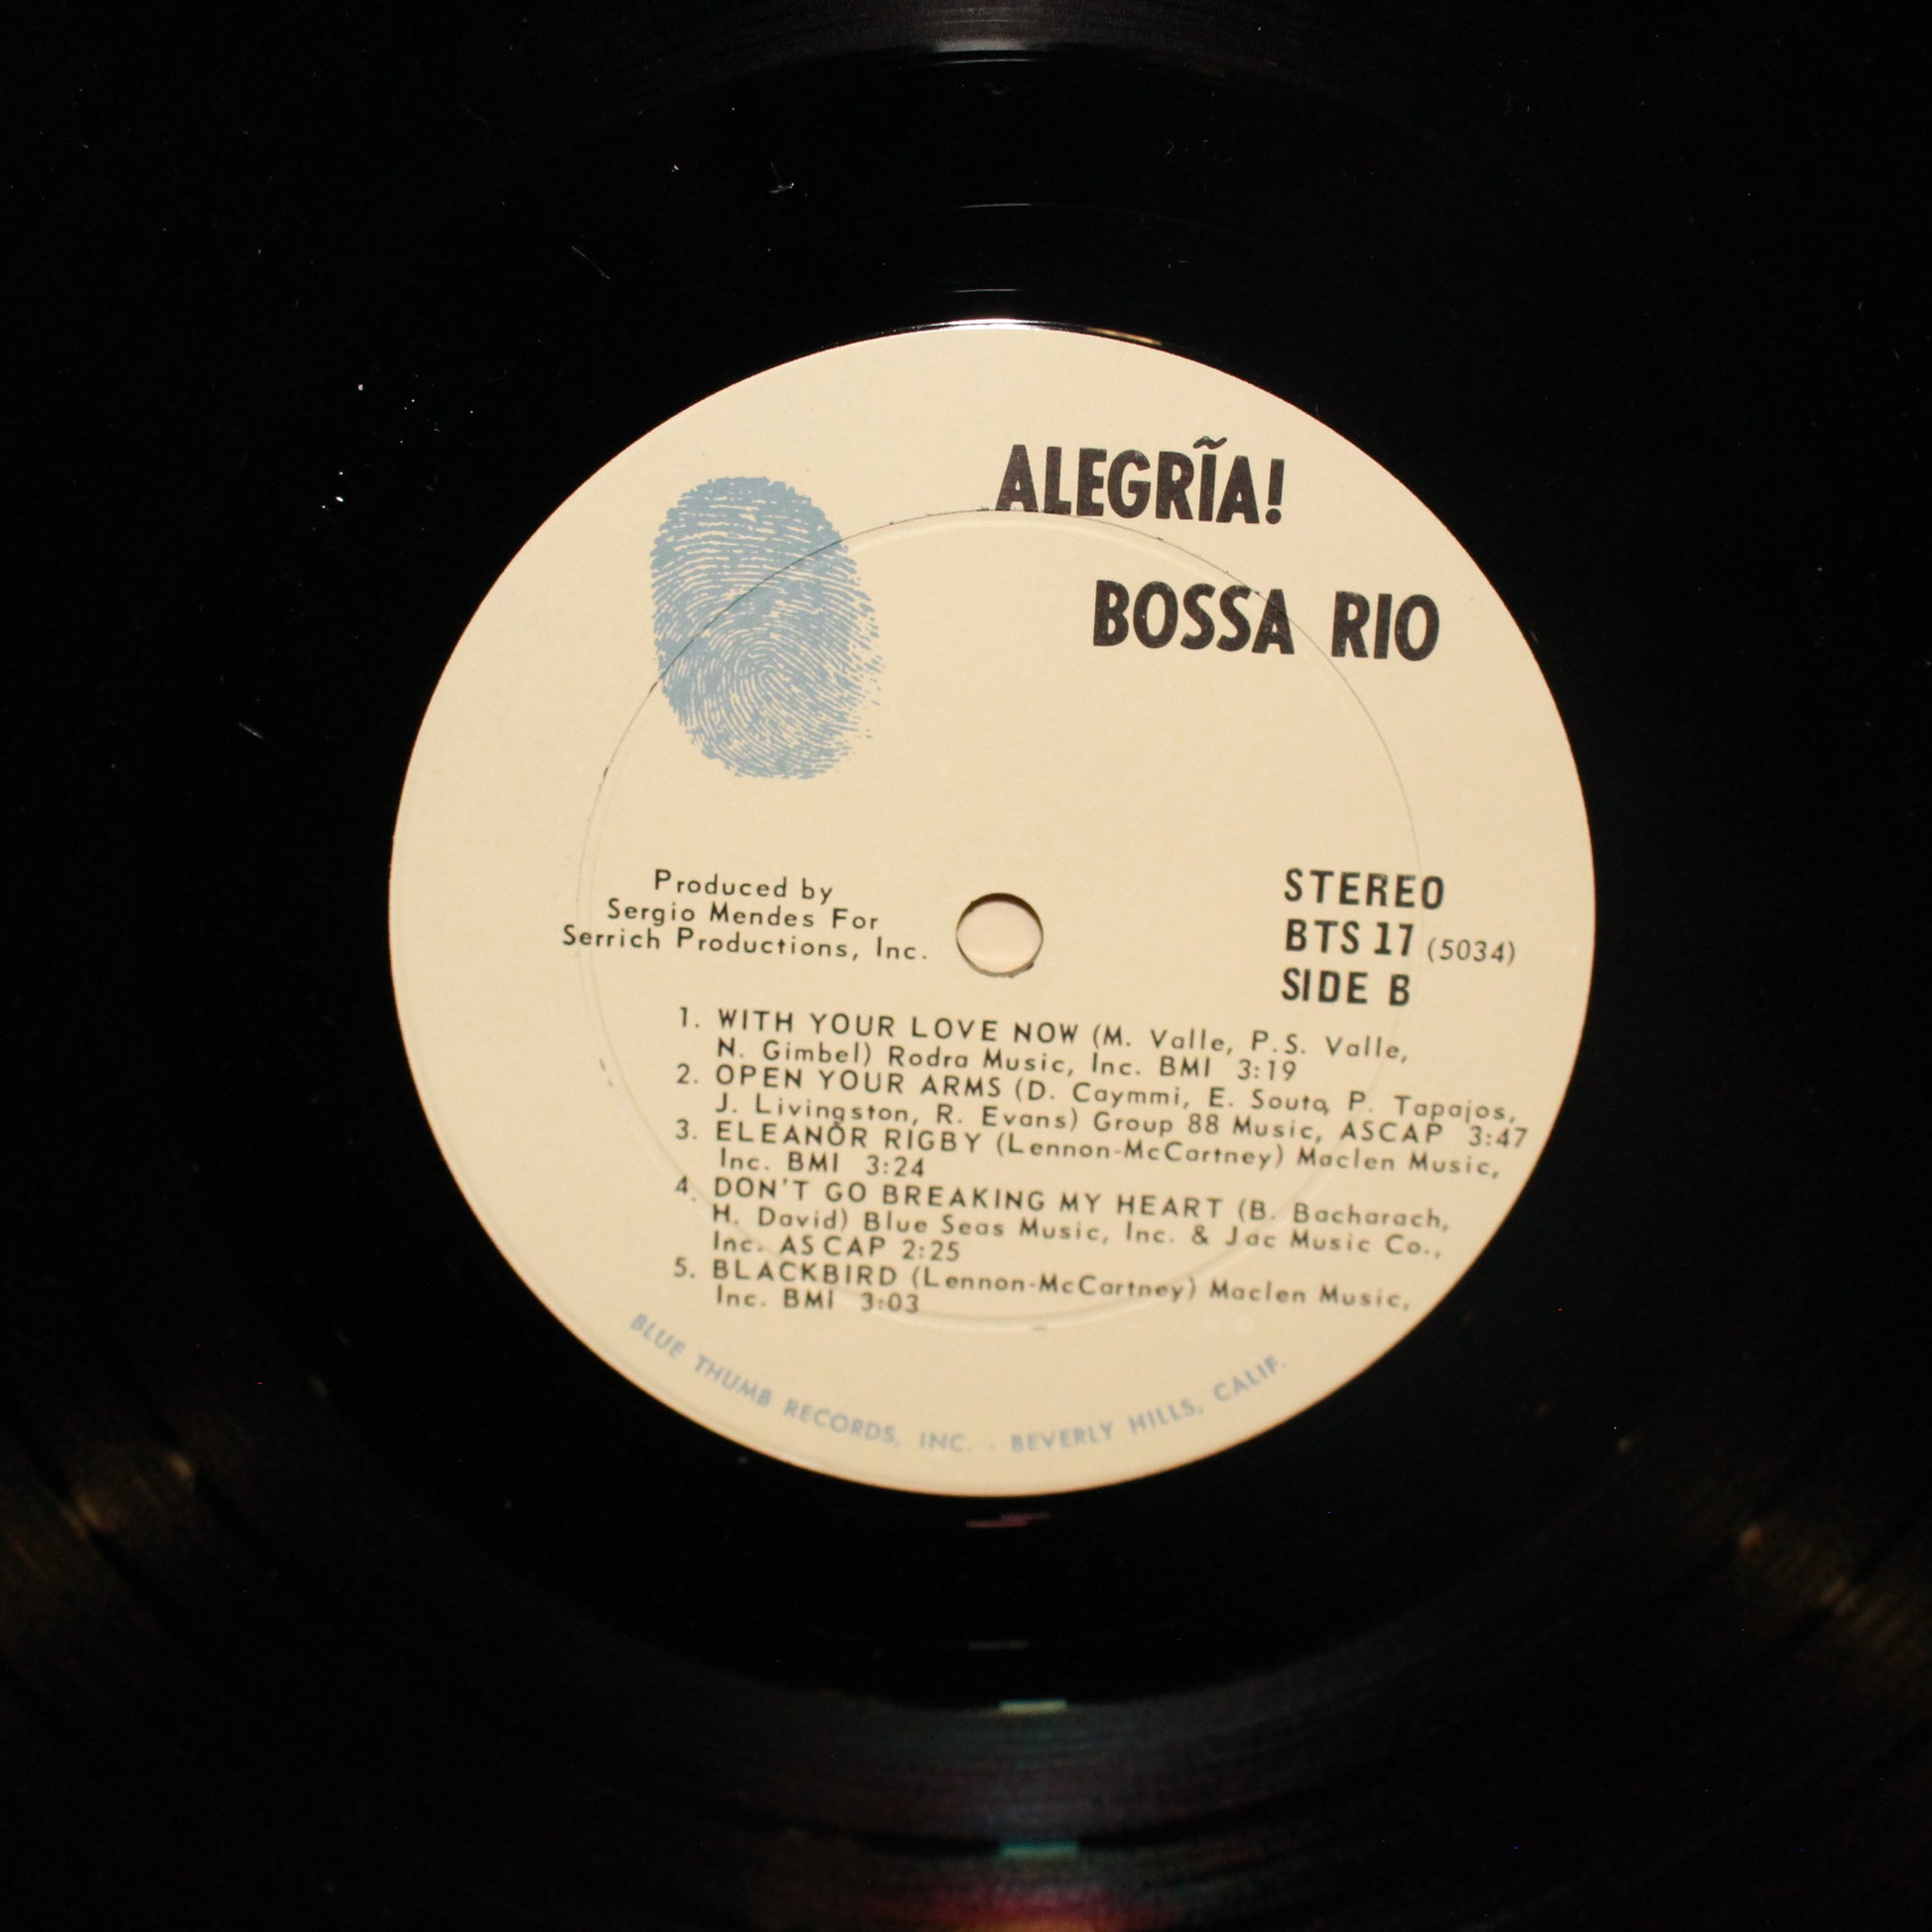 ALEGRĨA!
BOSSA RIO
Produced by
Sergio Mendes For
Serrich Productions, Inc.
STEREO
BTS 17 (5034)
SIDE B
1. WITH YOUR LOVE NOW (M. Valle, P.S. Valle,
N. Gimbel) Rodra Music, Inc. BMI 3:19
2. OPEN YOUR ARMS (D. Caymmi, E. Souto, P. Tapajos,
J. Livingston, R. Evans) Group 88 Music, ASCAP 3:47
3. ELEANOR RIGBY (Lennon-McCartney) Maclen Music,
Inc. BMI 3:24
4. DON'T GO BREAKING MY HEART (B. Bacharach,
H. David) Blue Seas Music, Inc. & Jac Music Co.,
Inc. ASCAP 2:25
5. BLACKBIRD (Lennon-McCartney) Maclen Music,
Inc. BMI 3:03
BLUE THUMB RECORDS, INC. · BEVERLY HILLS, CALIF.